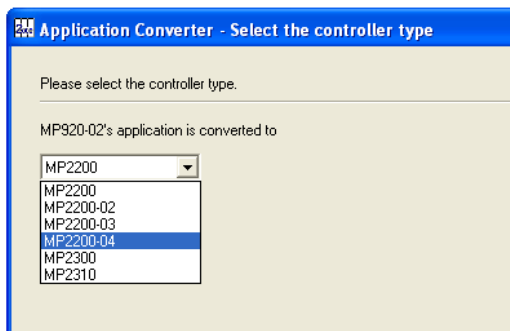 Application Converter - Select the controller type
Please select the controller type.
MP920-02's application is converted to
MP2200
MP2200
MP2200-02
MP2200-03
MP2200-04
MP2300
MP2310